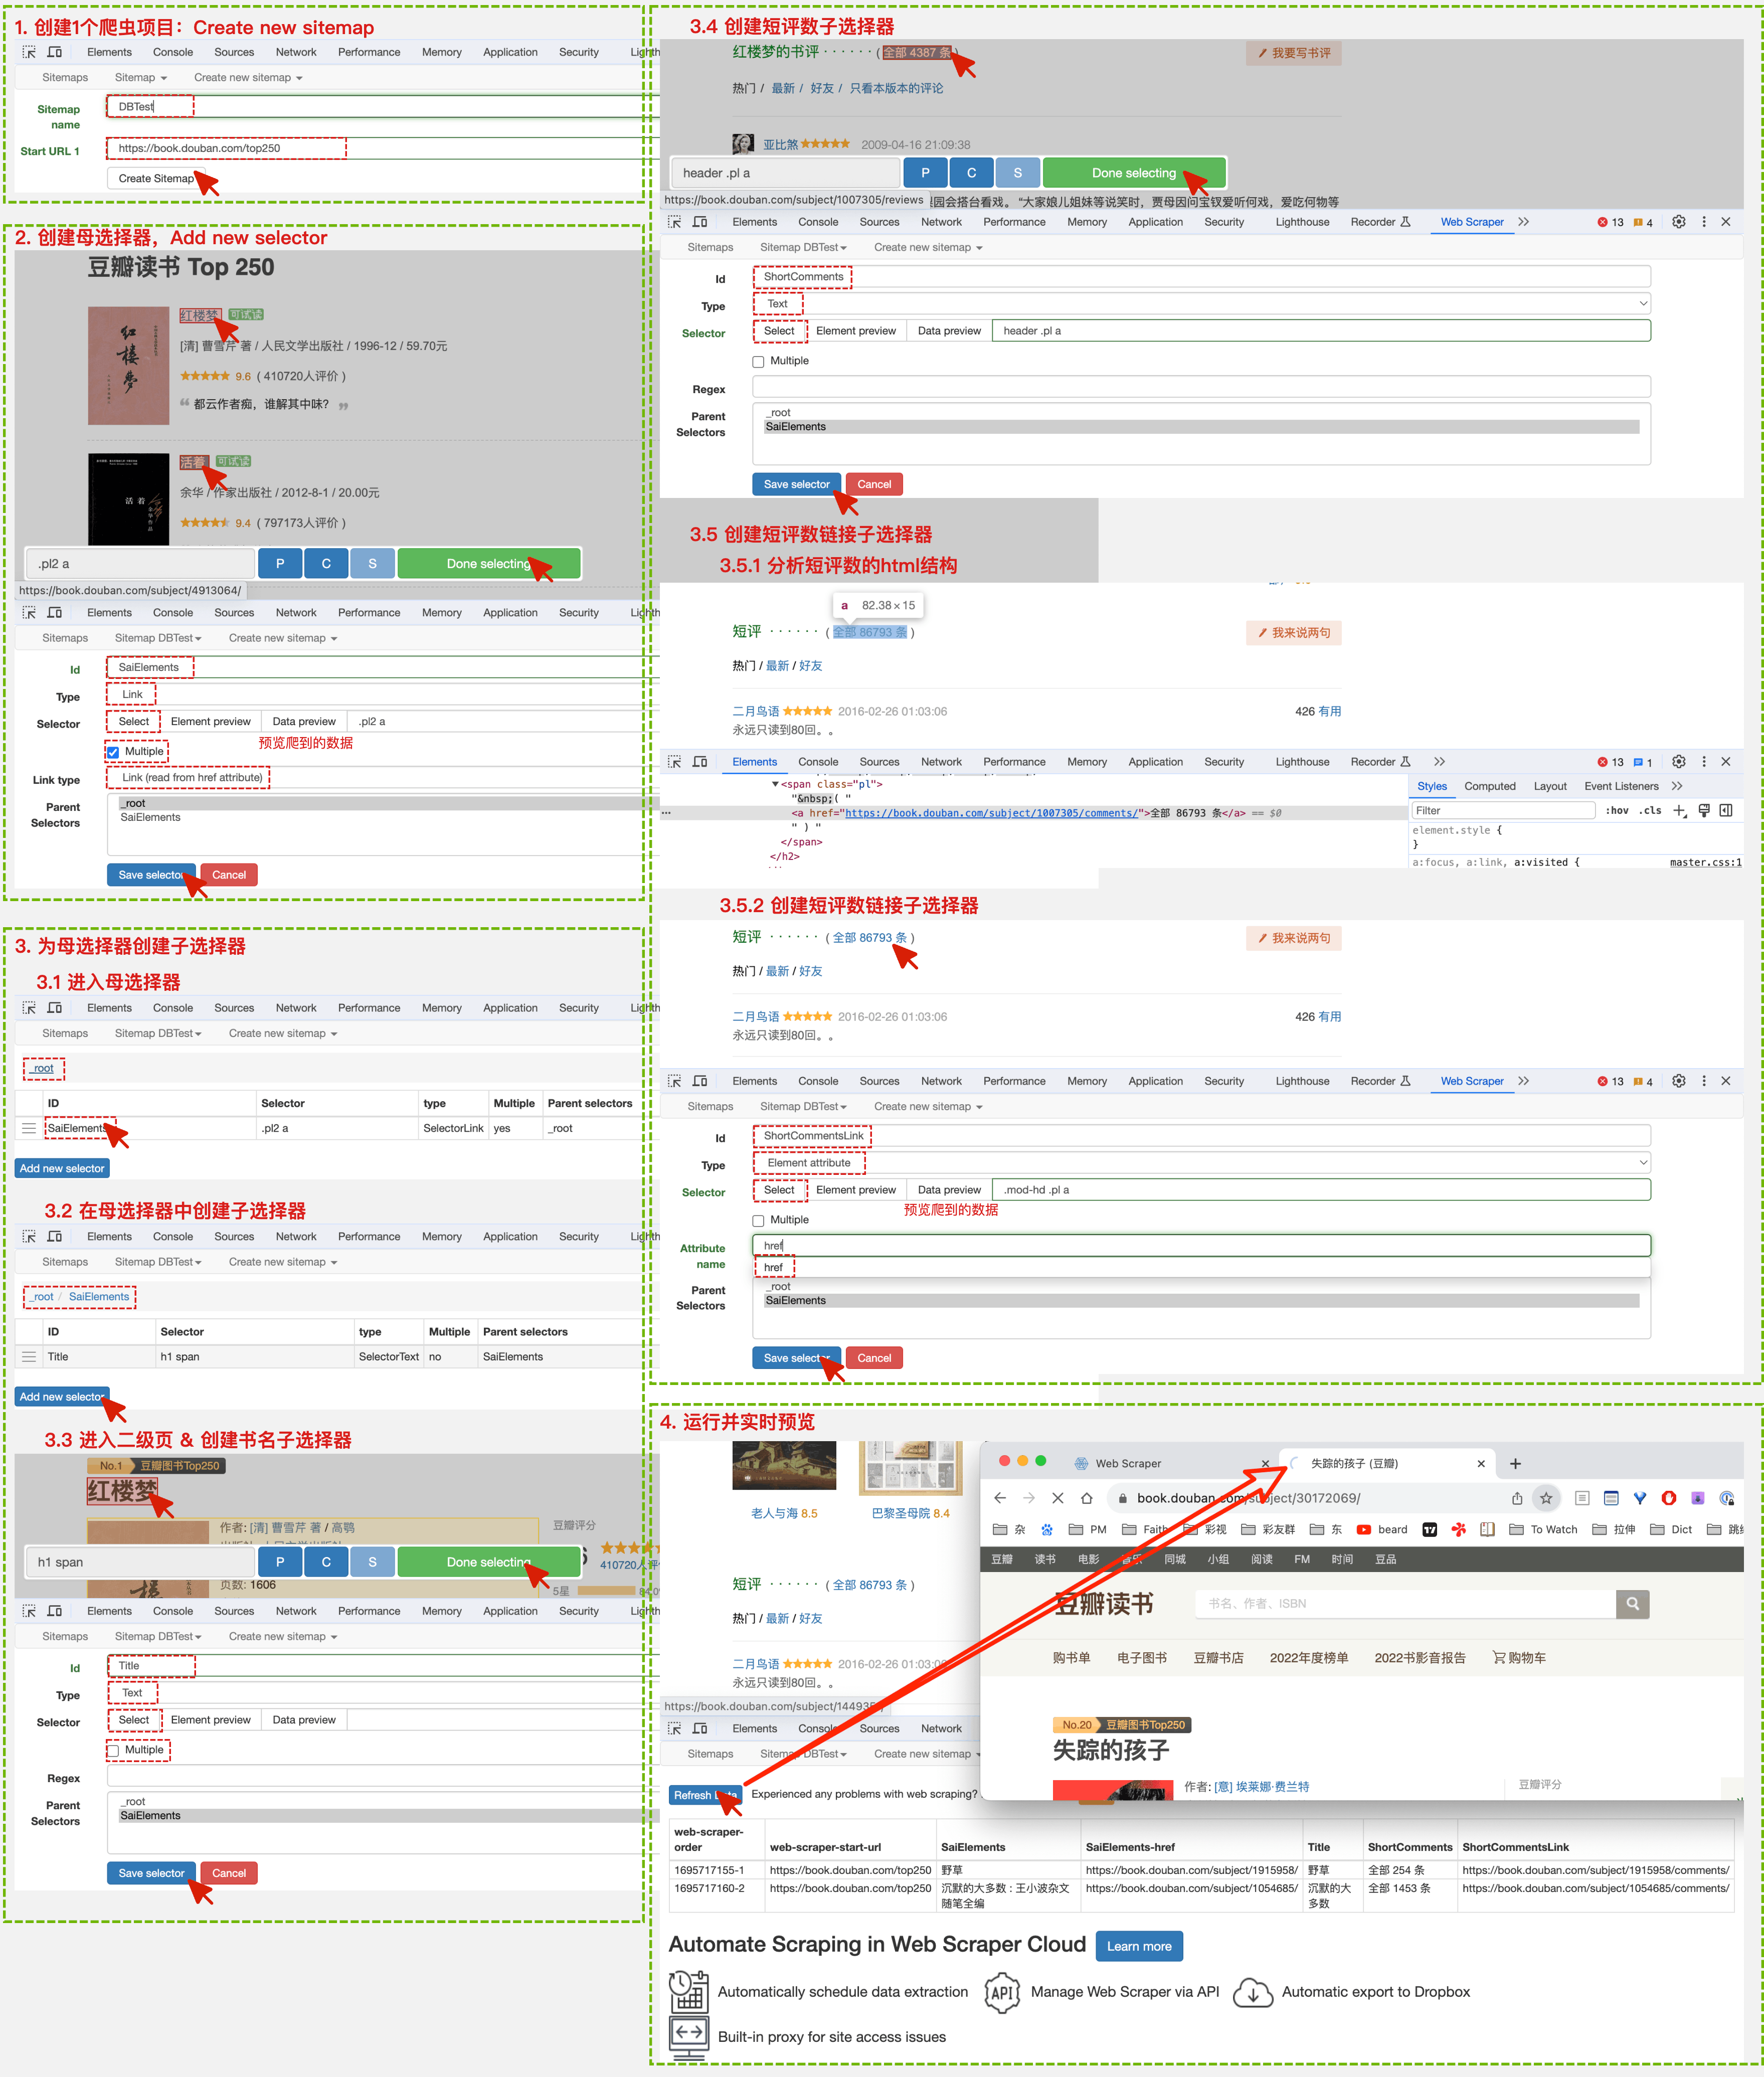 1. 创建1个爬虫项目：Create new sitemap
Elements Console Sources Network Performance Memory Application Security Lighth
Sitemaps Sitemap Create new sitemap
Sitemap name DBTest
Start URL 1 https://book.douban.com/top250
Create Sitemap
2. 创建母选择器，Add new selector
豆瓣读书 Top 250
红楼梦 可试读
[清] 曹雪芹 著 / 人民文学出版社 / 1996-12 / 59.70元
9.6 ( 410720人评价 )
“ 都云作者痴，谁解其中味？ ”
活着 可试读
余华 / 作家出版社 / 2012-8-1 / 20.00元
9.4 ( 797173人评价 )
.pl2 a P C S Done selecting
https://book.douban.com/subject/4913064/
Elements Console Sources Network Performance Memory Application Security
Sitemaps Sitemap DBTest Create new sitemap
Id SaiElements
Type Link
Selector Select Element preview Data preview .pl2 a
Multiple 预览爬到的数据
Link type Link (read from href attribute)
Parent Selectors _root
SaiElements
Save selector Cancel
3. 为母选择器创建子选择器
3.1 进入母选择器
Elements Console Sources Network Performance Memory Application Security Lighth
Sitemaps Sitemap DBTest Create new sitemap
_root
ID Selector type Multiple Parent selectors
SaiElements .pl2 a SelectorLink yes _root
Add new selector
3.2 在母选择器中创建子选择器
Elements Console Sources Network Performance Memory Application Security Lighth
Sitemaps Sitemap DBTest Create new sitemap
_root / SaiElements
ID Selector type Multiple Parent selectors
Title h1 span SelectorText no SaiElements
Add new selector
3.3 进入二级页 & 创建书名子选择器
No.1 豆瓣图书Top250
红楼梦
作者: [清] 曹雪芹 著 / 高鹗 豆瓣评分
h1 span P C S Done selecting 410720人评
页数: 1606 5星
Elements Console Sources Network Performance Memory Application Security Lighth
Sitemaps Sitemap DBTest Create new sitemap
Id Title
Type Text
Selector Select Element preview Data preview
Multiple
Regex
Parent Selectors _root
SaiElements
Save selector Cancel
3.4 创建短评数子选择器
红楼梦的书评 · · · · · · ( 全部 4387 条 ) 我要写书评
热门 / 最新 / 好友 / 只看本版本的评论
亚比煞 2009-04-16 21:09:38
header .pl a P C S Done selecting
https://book.douban.com/subject/1007305/reviews 园会搭台看戏。 “大家娘儿姐妹等说笑时，贾母因问宝钗爱听何戏，爱吃何物等
Elements Console Sources Network Performance Memory Application Security Lighthouse Recorder Web Scraper 13 4
Sitemaps Sitemap DBTest Create new sitemap
Id ShortComments
Type Text
Selector Select Element preview Data preview header .pl a
Multiple
Regex
Parent Selectors _root
SaiElements
Save selector Cancel
3.5 创建短评数链接子选择器
3.5.1 分析短评数的html结构
a 82.38×15
短评 · · · · · · ( 全部 86793 条 ) 我来说两句
热门 / 最新 / 好友
二月鸟语 2016-02-26 01:03:06 426 有用
永远只读到80回。。
Elements Console Sources Network Performance Memory Application Security Lighthouse Recorder 13 1
<span class="pl"> Styles Computed Layout Event Listeners
"&nbsp;( "
<a href="https://book.douban.com/subject/1007305/comments/">全部 86793 条</a> == $0 Filter :hov .cls
" ) " element.style {
</span> }
</h2> a:focus, a:link, a:visited { master.css:1
3.5.2 创建短评数链接子选择器
短评 · · · · · · ( 全部 86793 条 ) 我来说两句
热门 / 最新 / 好友
二月鸟语 2016-02-26 01:03:06 426 有用
永远只读到80回。。
Elements Console Sources Network Performance Memory Application Security Lighthouse Recorder Web Scraper 13 4
Sitemaps Sitemap DBTest Create new sitemap
Id ShortCommentsLink
Type Element attribute
Selector Select Element preview Data preview .mod-hd .pl a
预览爬到的数据
Multiple
Attribute name href
href
Parent Selectors _root
SaiElements
Save selector Cancel
4. 运行并实时预览
老人与海 8.5 巴黎圣母院 8.4
短评 · · · · · · ( 全部 86793 条 )
热门 / 最新 / 好友
二月鸟语 2016-02-26 01:03:06
永远只读到80回。。
https://book.douban.com/subject/144935
Elements Console Sources Network
Sitemaps Sitemap DBTest Create new sitemap
Web Scraper 失踪的孩子 (豆瓣)
book.douban.com/subject/30172069/
杂 PM Faith 彩视 彩友群 东 beard To Watch 拉伸 Dict
豆瓣 读书 电影 音乐 同城 小组 阅读 FM 时间 豆品
豆瓣读书 书名、作者、ISBN
购书单 电子图书 豆瓣书店 2022年度榜单 2022书影音报告 购物车
No.20 豆瓣图书Top250
失踪的孩子
作者: [意] 埃莱娜·费兰特 豆瓣评分
Refresh data Experienced any problems with web scraping?
web-scraper-order web-scraper-start-url SaiElements SaiElements-href Title ShortComments ShortCommentsLink
1695717155-1 https://book.douban.com/top250 野草 https://book.douban.com/subject/1915958/ 野草 全部 254 条 https://book.douban.com/subject/1915958/comments/
1695717160-2 https://book.douban.com/top250 沉默的大多数 : 王小波杂文随笔全编 https://book.douban.com/subject/1054685/ 沉默的大多数 全部 1453 条 https://book.douban.com/subject/1054685/comments/
Automate Scraping in Web Scraper Cloud Learn more
Automatically schedule data extraction API Manage Web Scraper via API Automatic export to Dropbox
Built-in proxy for site access issues